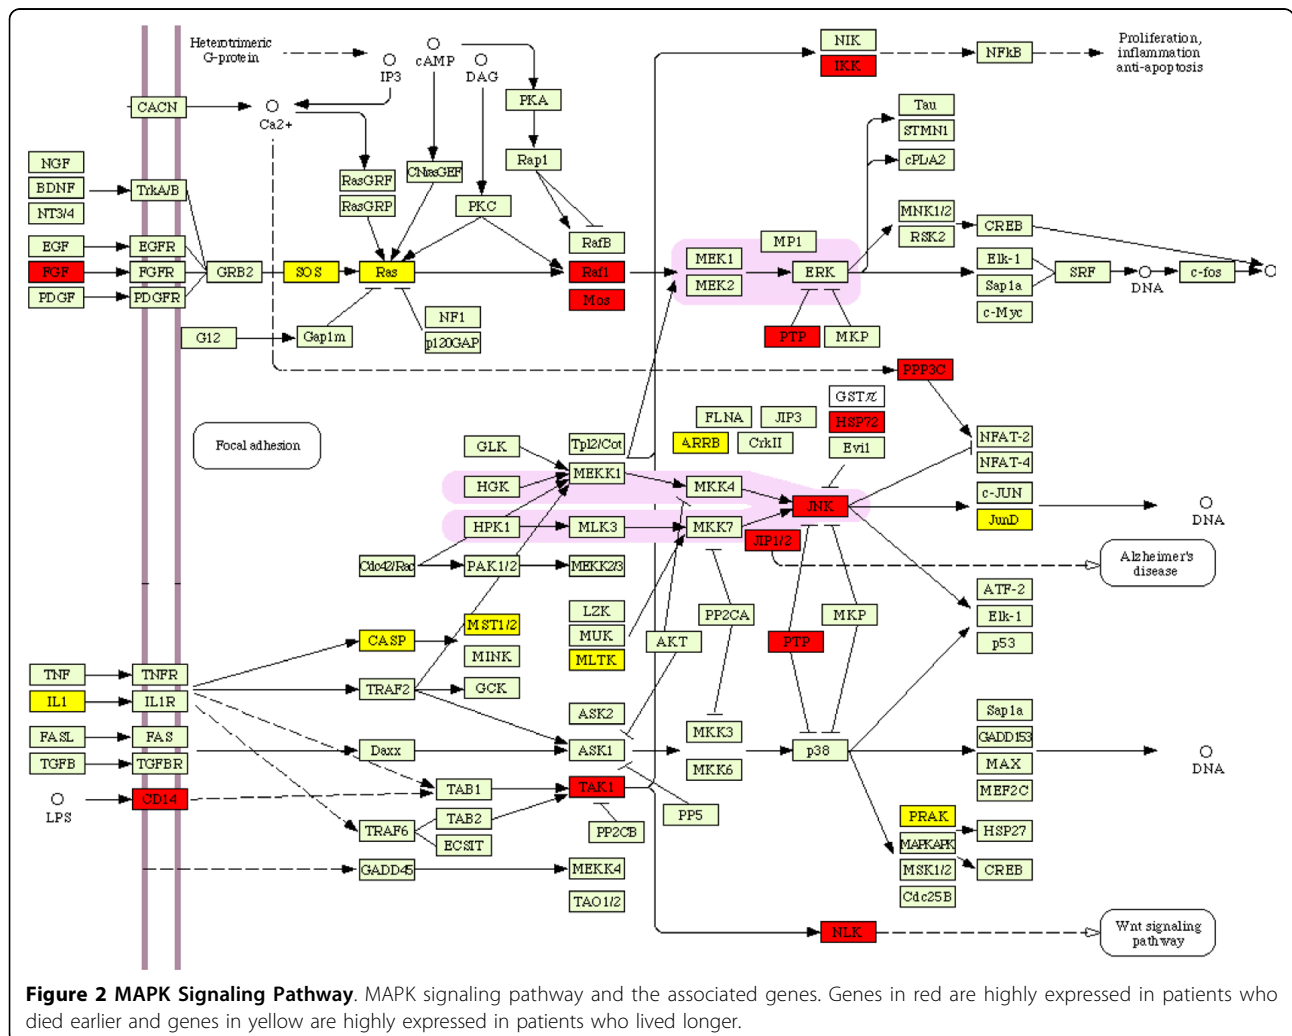 Heterotrimeric
G-protein
IP3
cAMP
DAG
NIK
IKK
NFkB
Proliferation,
inflammation
anti-apoptosis
CACN
Ca2+
PKA
Tau
STMN1
NGF
BDNF
NT3/4
TrkA/B
RasGRF
RasGRP
CNrasGEF
PKC
Rap1
cPLA2
MNK1/2
RSK2
CREB
EGF
EGFR
RafB
MP1
FGF
FGFR
GRB2
SOS
Ras
Raf1
MEK1
MEK2
ERK
Elk-1
Sap1a
c-Myc
SRF
DNA
c-fos
PDGF
PDGFR
Mos
G12
Gap1m
NF1
p120GAP
PTP
MKP
PPP3C
GSTπ
HSP72
Evi1
FLNA
JIP3
ARRB
CrkII
Focal adhesion
GLK
Tpl2/Cot
MEKK1
NFAT-2
NFAT-4
HGK
MKK4
JNK
c-JUN
JunD
DNA
HPK1
MLK3
MKK7
JIP1/2
Alzheimer's
disease
Cdc42/Rac
PAK1/2
MEKK2/3
LZK
MUK
MLTK
AKT
PP2CA
PTP
MKP
ATF-2
Elk-1
p53
CASP
MST1/2
MINK
GCK
TNF
TNFR
TRAF2
IL1
IL1R
FASL
FAS
TGFB
TGFBR
Daxx
ASK2
ASK1
MKK3
MKK6
p38
Sap1a
GADD153
MAX
MEF2C
DNA
LPS
CD14
TAB1
TAK1
TRAF6
TAB2
ECSIT
PP2CB
PP5
PRAK
MAPKAPK
MSK1/2
Cdc25B
HSP27
CREB
GADD45
MEKK4
TAO1/2
NLK
Wnt signaling
pathway
Figure 2 MAPK Signaling Pathway. MAPK signaling pathway and the associated genes. Genes in red are highly expressed in patients who
died earlier and genes in yellow are highly expressed in patients who lived longer.